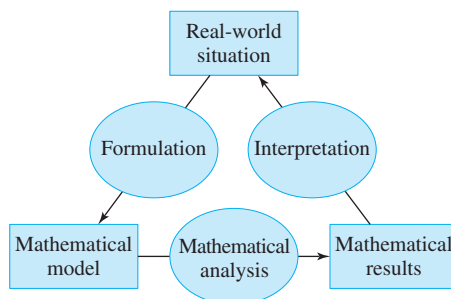 Real-world
situation
Formulation
Interpretation
Mathematical
model
Mathematical
analysis
Mathematical
results